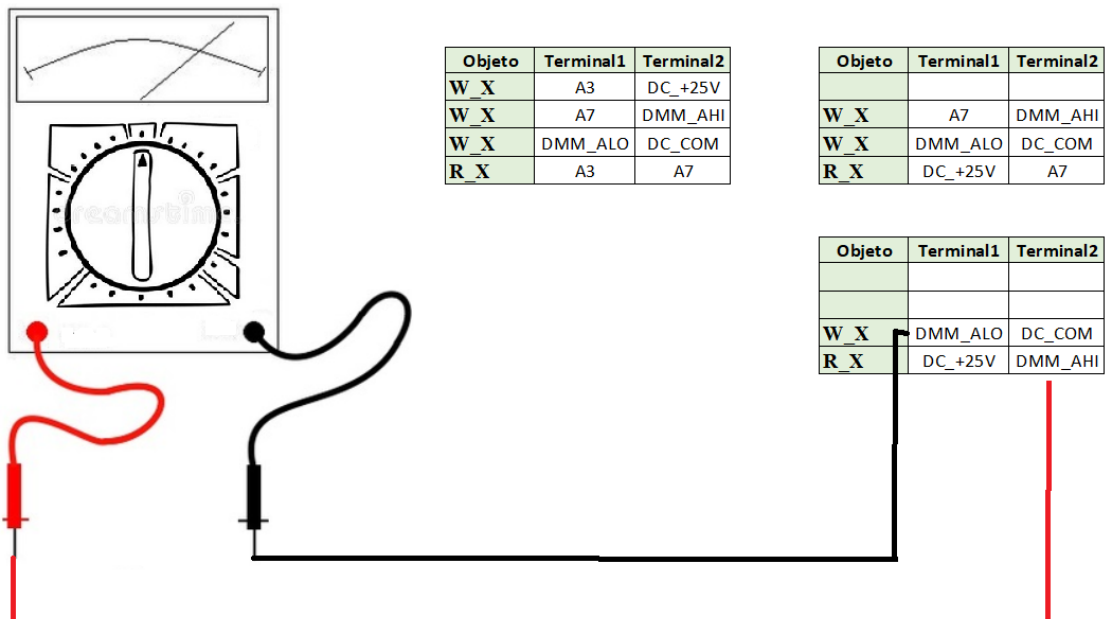 Objeto Terminal1 Terminal2
W_X A3 DC_+25V
W_X A7 DMM_AHI
W_X DMM_ALO DC_COM
R_X A3 A7
Objeto Terminal1 Terminal2
W_X A7 DMM_AHI
W_X DMM_ALO DC_COM
R_X DC_+25V A7
Objeto Terminal1 Terminal2
W_X DMM_ALO DC_COM
R_X DC_+25V DMM_AHI